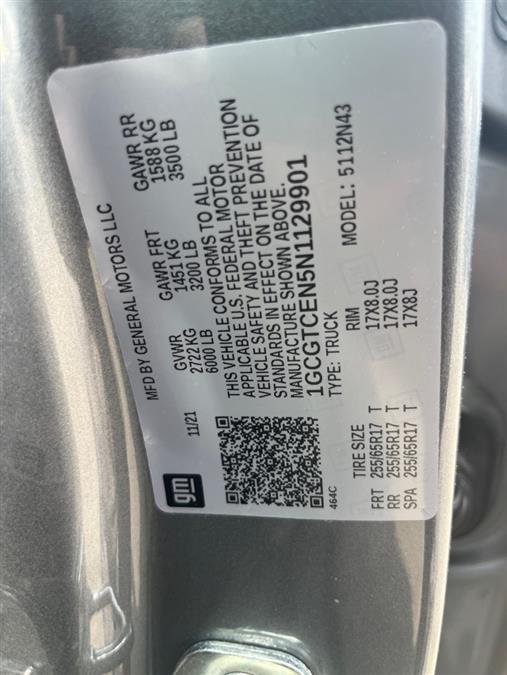 MFD BY GENERAL MOTORS LLC
11/21
GVWR GAWR FRT GAWR RR
2722 KG 1451 KG 1588 KG
6000 LB 3200 LB 3500 LB
THIS VEHICLE CONFORMS TO ALL
APPLICABLE U.S. FEDERAL MOTOR
VEHICLE SAFETY AND THEFT PREVENTION
STANDARDS IN EFFECT ON THE DATE OF
MANUFACTURE SHOWN ABOVE.
1GCGTCEN5N1129901
TYPE: TRUCK MODEL: 5112N43
gm
464C
TIRE SIZE RIM
FRT 255/65R17 T 17X8.0J
RR 255/65R17 T 17X8.0J
SPA 255/65R17 T 17X8J